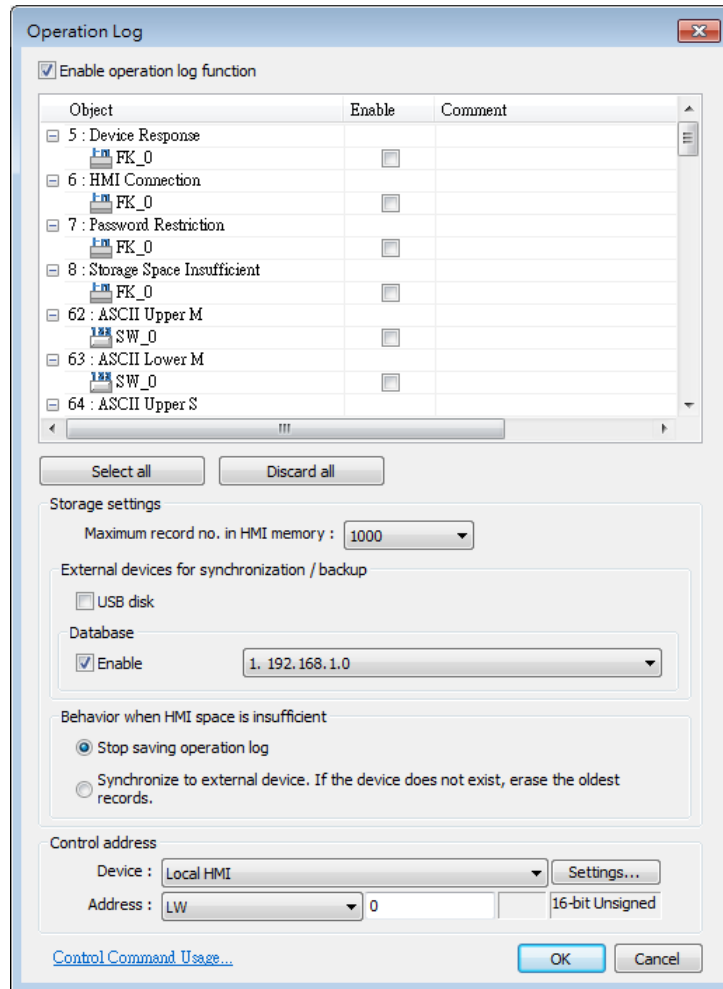 Operation Log
Enable operation log function
Object Enable Comment
5 : Device Response
FK_0
6 : HMI Connection
FK_0
7 : Password Restriction
FK_0
8 : Storage Space Insufficient
FK_0
62 : ASCII Upper M
SW_0
63 : ASCII Lower M
SW_0
64 : ASCII Upper S
Select all Discard all
Storage settings
Maximum record no. in HMI memory : 1000
External devices for synchronization / backup
USB disk
Database
Enable 1. 192.168.1.0
Behavior when HMI space is insufficient
Stop saving operation log
Synchronize to external device. If the device does not exist, erase the oldest
records.
Control address
Device : Local HMI Settings...
Address : LW 0 16-bit Unsigned
Control Command Usage... OK Cancel